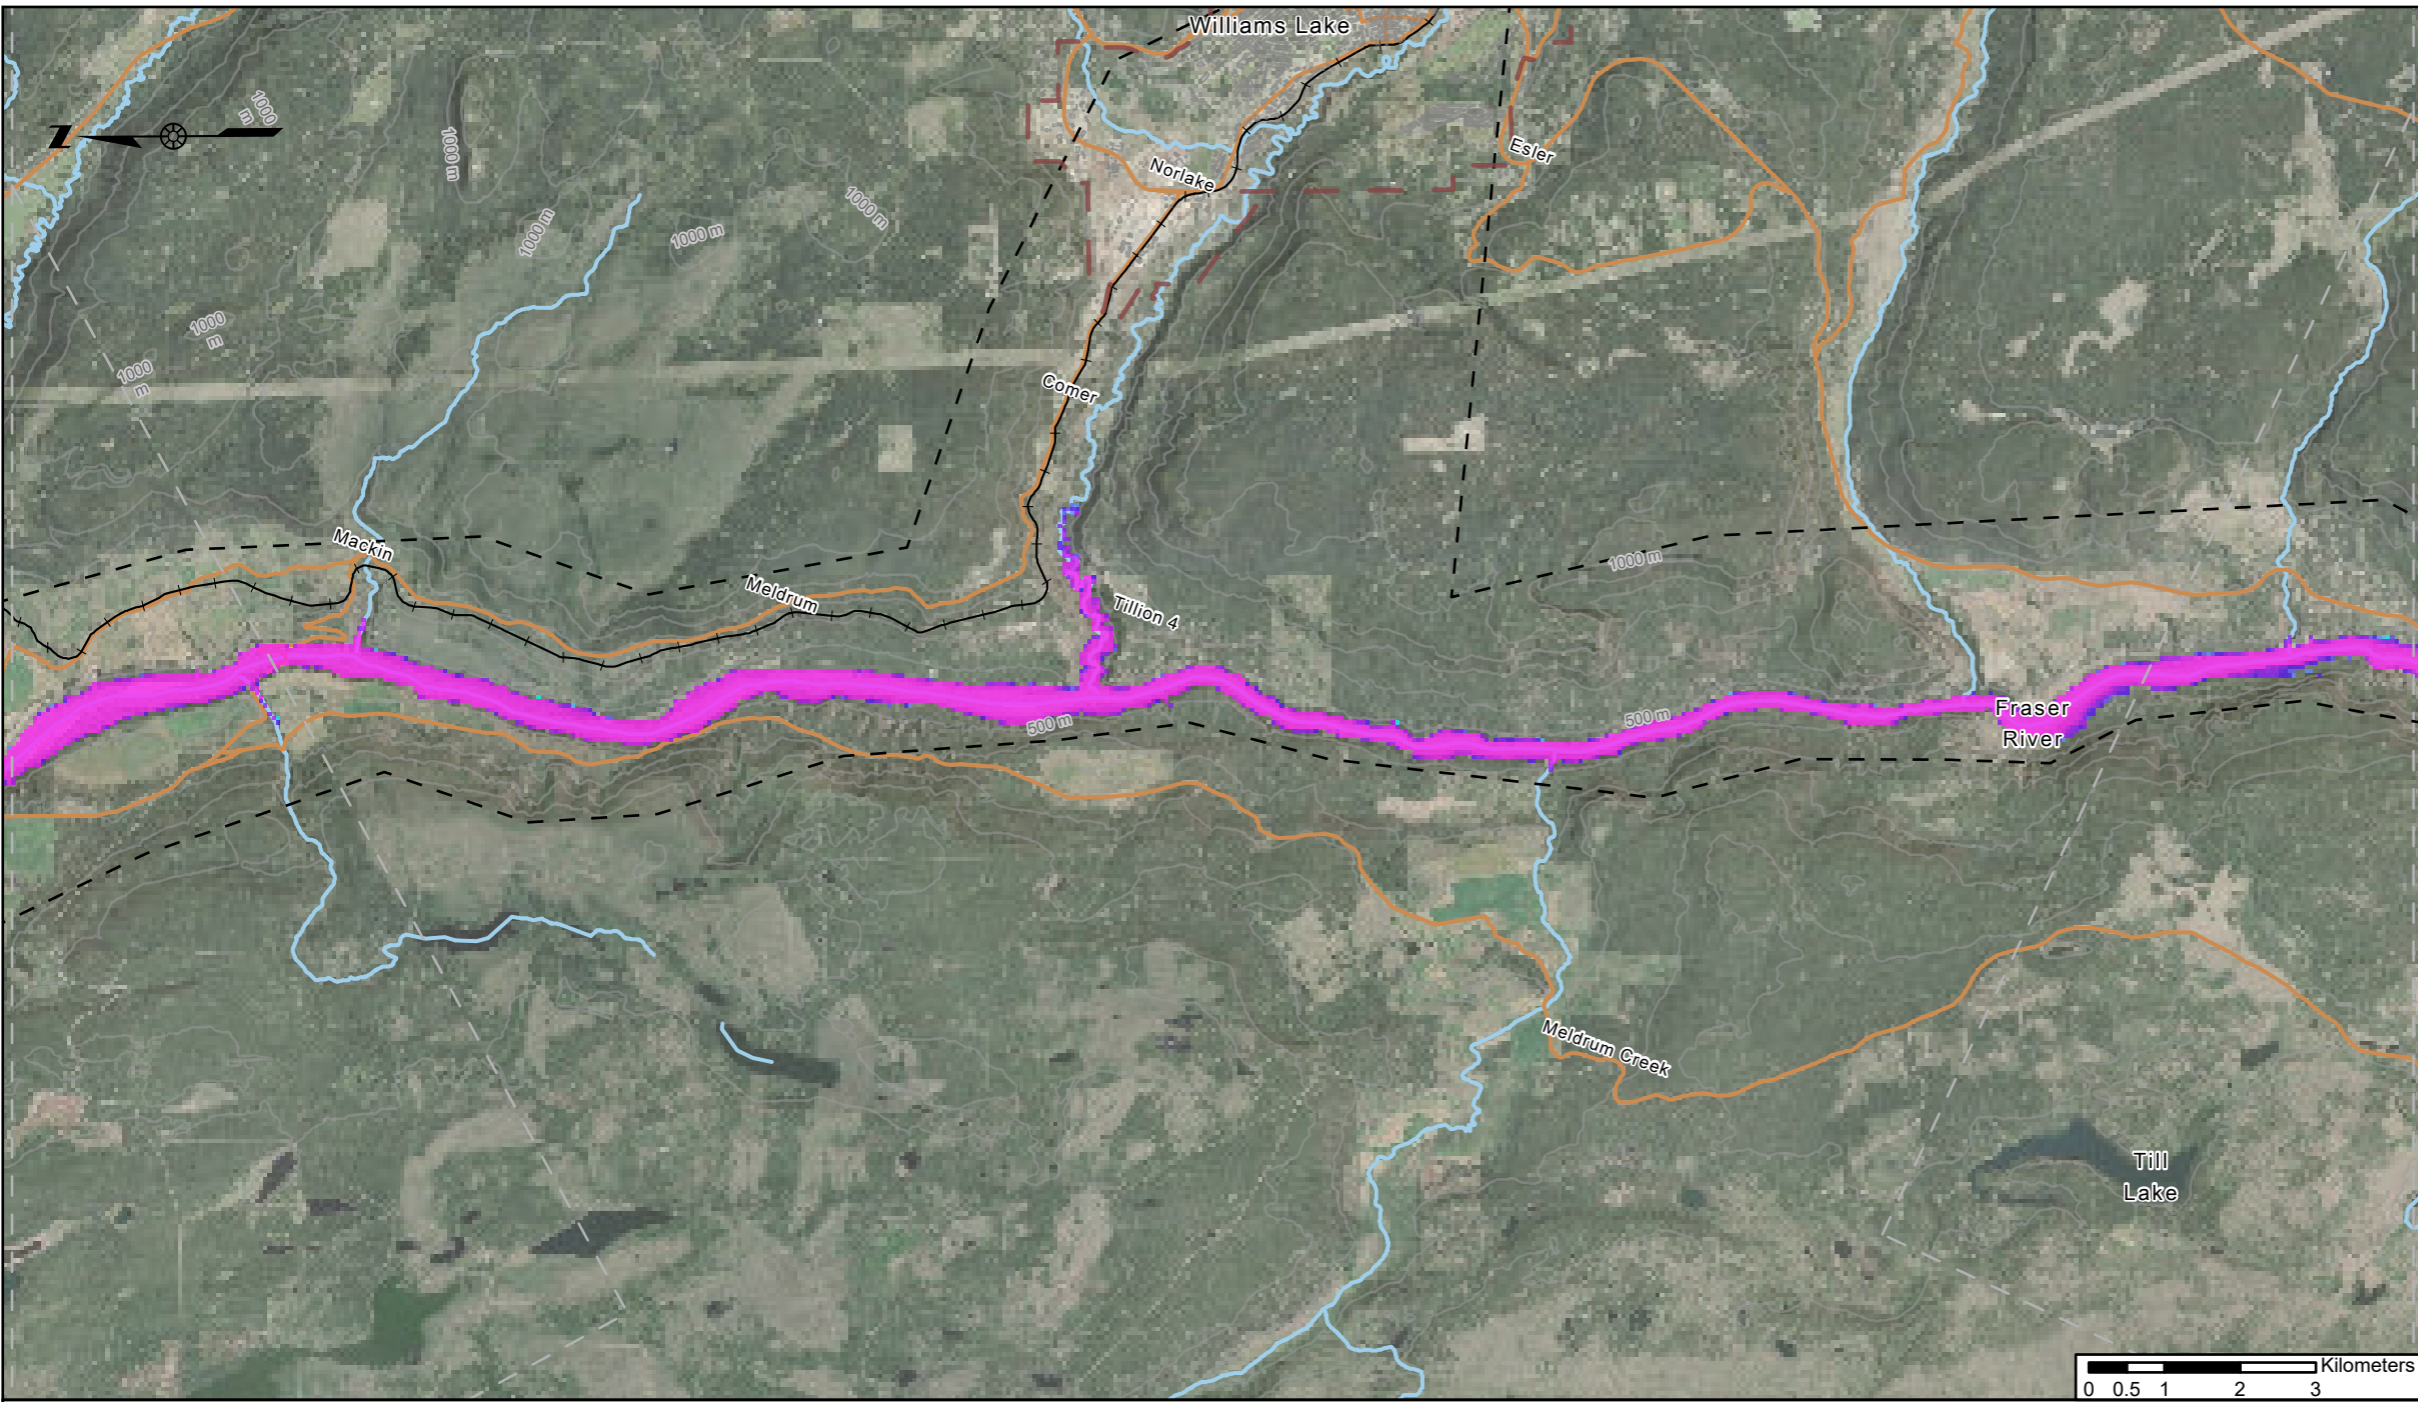 Williams Lake
1000
m
1000 m
N
Esler
Norlake
1000 m
1000 m
1000 m
1000
m
1000
m
Comer
Mackin
1000 m
Meldrum
Tillion 4
500 m
500 m
Fraser
River
Meldrum Creek
Till
Lake
Kilometers
0 0.5 1 2 3